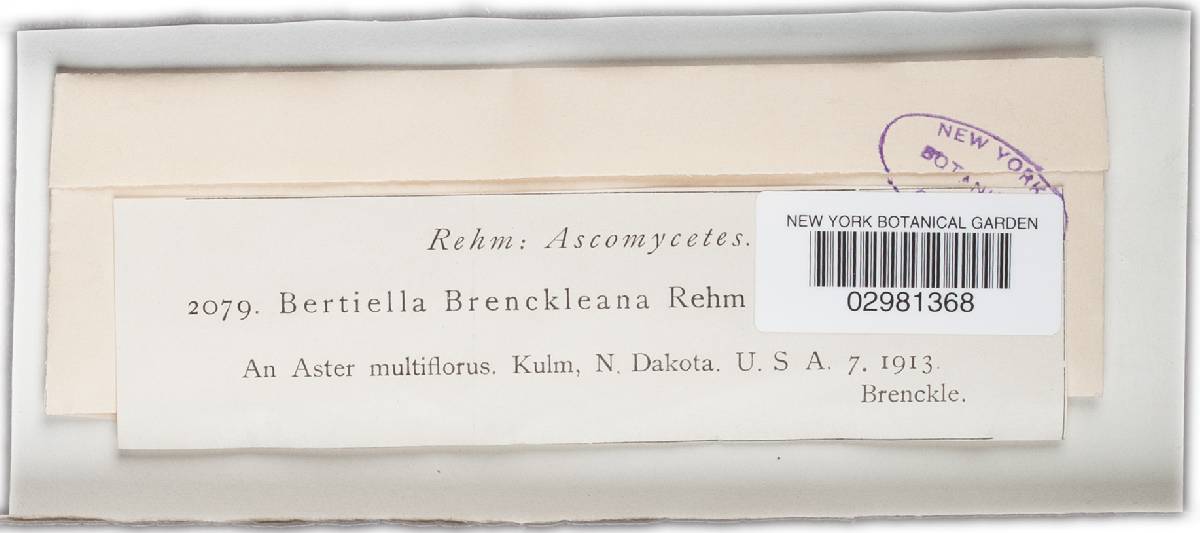 NEW YORK
BOTANI
Rehm: Ascomycetes.
NEW YORK BOTANICAL GARDEN
02981368
2079. Bertiella Brenckleana Rehm
An Aster multiflorus. Kulm, N. Dakota. U. S A. 7. 1913.
Brenckle.